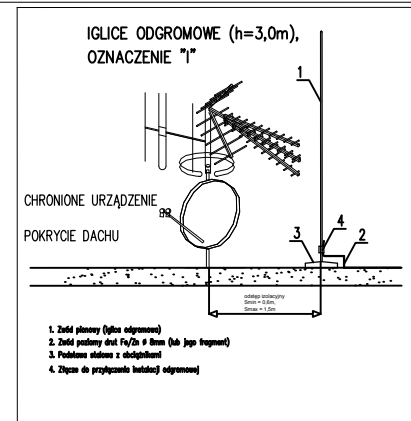 IGLICE ODGROMOWE (h=3,0m),
OZNACZENIE "I"
1
CHRONIONE URZĄDZENIE
POKRYCIE DACHU
4
3
2
odstęp izolacyjny
Smin = 0,6m,
Smax = 1,5m
1. Zwód pionowy (iglica odgromowa)
2. Zwód poziomy drut Fe/Zn ø 8mm (lub jego fragment)
3. Podstawa stalowa z obciążnikami
4. Złącze do przyłączenia instalacji odgromowej